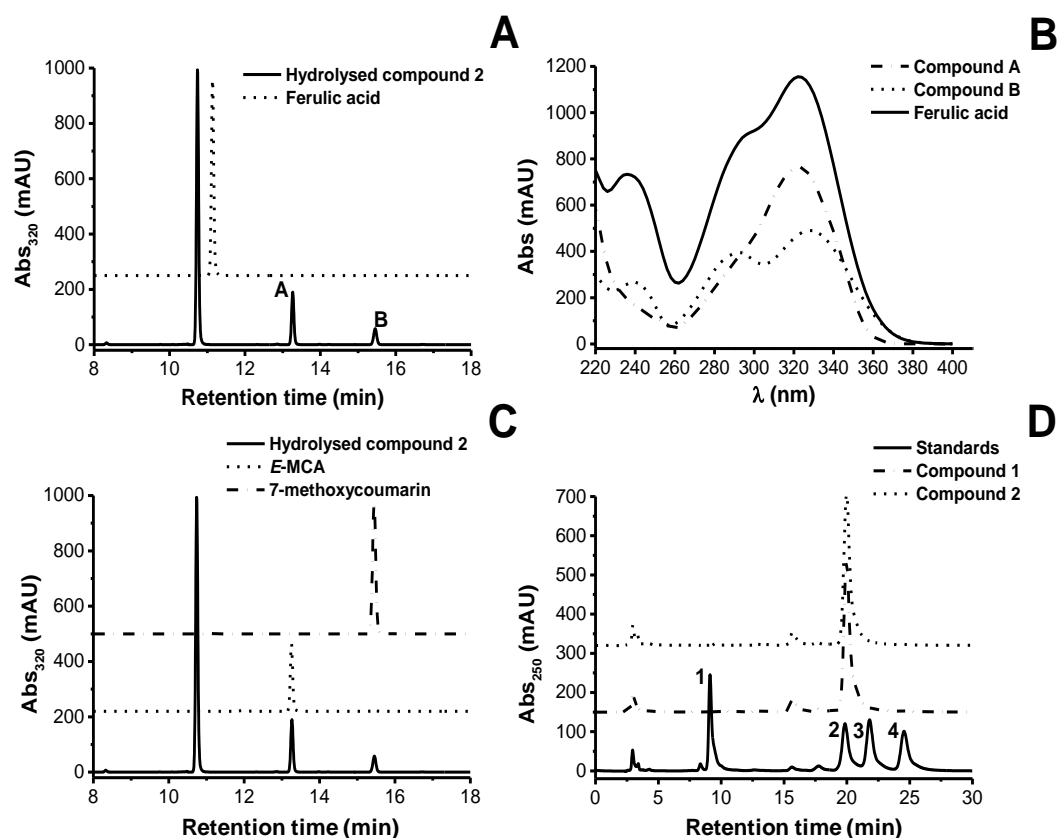 A
Hydrolysed compound 2
Ferulic acid
1000
800
600
400
200
0
Abs320 (mAU)
A
B
8 10 12 14 16 18
Retention time (min)
B
Compound A
Compound B
Ferulic acid
1200
1000
800
600
400
200
0
Abs (mAU)
220 240 260 280 300 320 340 360 380 400
λ (nm)
C
Hydrolysed compound 2
E-MCA
7-methoxycoumarin
1000
800
600
400
200
0
Abs320 (mAU)
8 10 12 14 16 18
Retention time (min)
D
Standards
Compound 1
Compound 2
700
600
500
400
300
200
100
0
Abs250 (mAU)
1
2 3 4
0 5 10 15 20 25 30
Retention time (min)